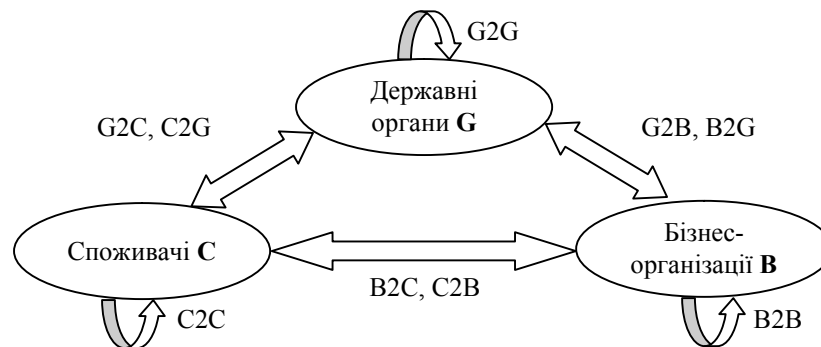 G2G
Державні
органи G
G2C, C2G
G2B, B2G
Споживачі C
Бізнес-
організації B
B2C, C2B
C2C
B2B